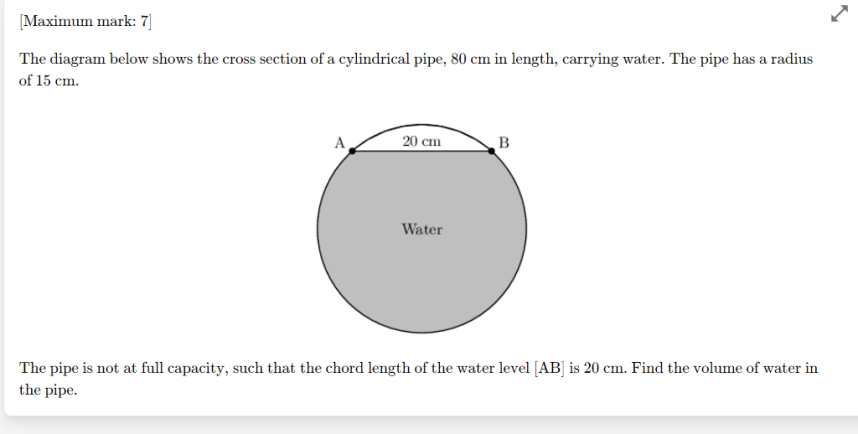 [Maximum mark: 7]
The diagram below shows the cross section of a cylindrical pipe, 80 cm in length, carrying water. The pipe has a radius
of 15 cm.
A 20 cm B
Water
The pipe is not at full capacity, such that the chord length of the water level [AB] is 20 cm. Find the volume of water in
the pipe.